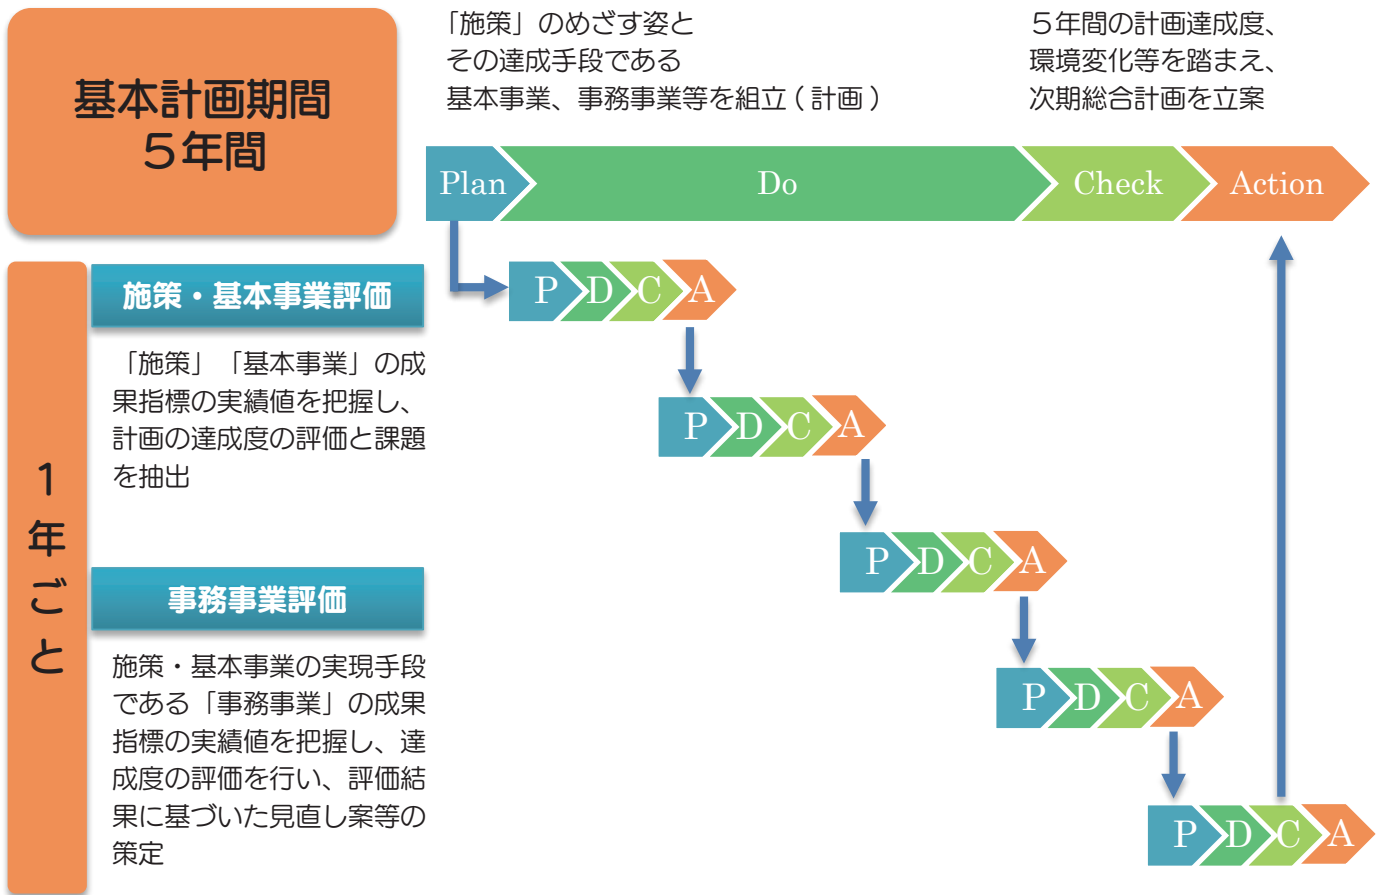 基本計画期間
５年間
「施策」のめざす姿と
その達成手段である
基本事業、事務事業等を組立(計画)
５年間の計画達成度、
環境変化等を踏まえ、
次期総合計画を立案
Plan
Do
Check
Action
１年ごと
施策・基本事業評価
「施策」「基本事業」の成
果指標の実績値を把握し、
計画の達成度の評価と課題
を抽出
事務事業評価
施策・基本事業の実現手段
である「事務事業」の成果
指標の実績値を把握し、達
成度の評価を行い、評価結
果に基づいた見直し案等の
策定
P D C A
P D C A
P D C A
P D C A
P D C A